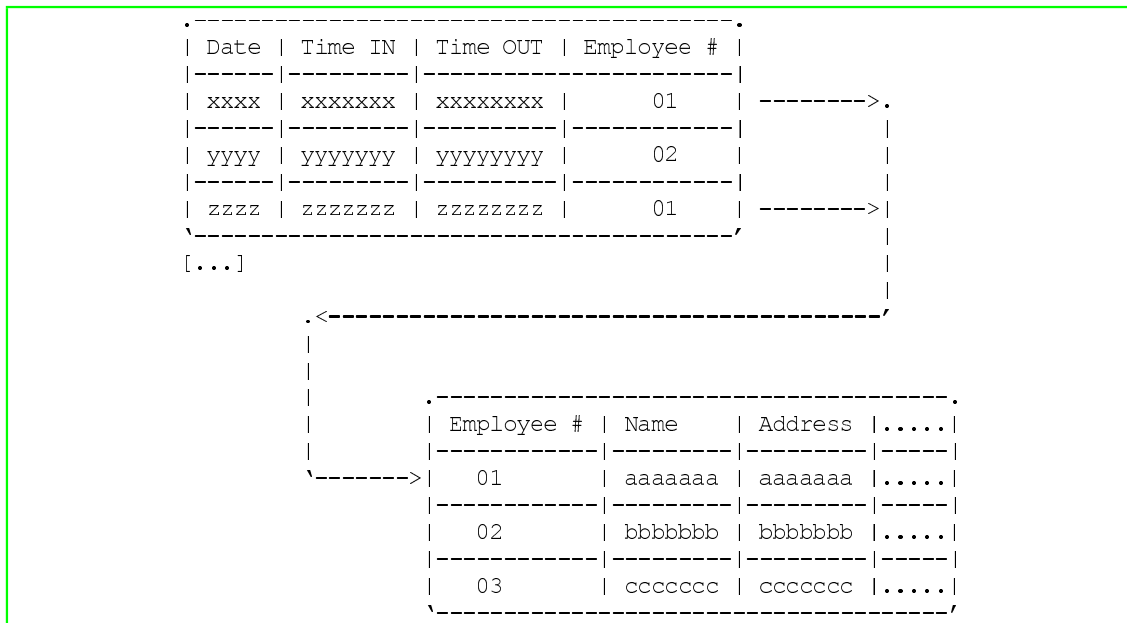 .----------------------------------------.
| Date | Time IN | Time OUT | Employee # |
|------|---------|-----------------------|
| xxxx | xxxxxxx | xxxxxxxx |      01    | -------->.
|------|---------|----------|------------|          |
| yyyy | yyyyyyy | yyyyyyyy |      02    |          |
|------|---------|----------|------------|          |
| zzzz | zzzzzzz | zzzzzzzz |      01    | -------->|
`----------------------------------------'          |
[...]                                               |
                                                    |
         .<-----------------------------------------'
         |
         |
         |        .--------------------------------------.
         |        | Employee # | Name    | Address |.....|
         |        |------------|---------|---------|-----|
         `------->|   01       | aaaaaaa | aaaaaaa |.....|
                  |------------|---------|---------|-----|
                  |   02       | bbbbbbb | bbbbbbb |.....|
                  |------------|---------|---------|-----|
                  |   03       | ccccccc | ccccccc |.....|
                  `--------------------------------------'